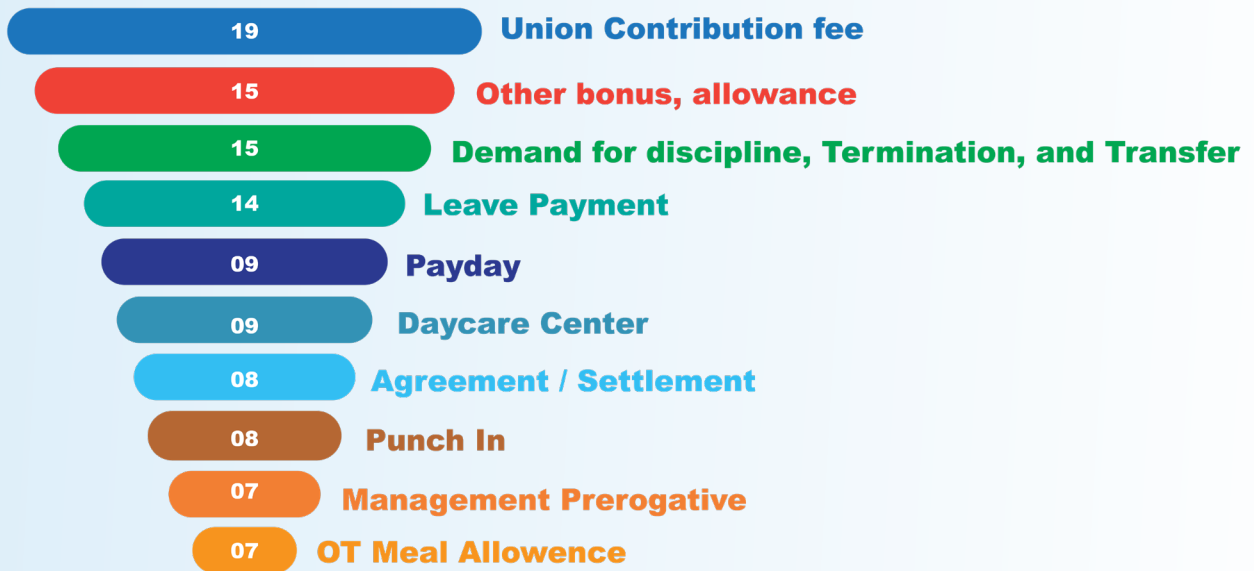 19 Union Contribution fee
15 Other bonus, allowance
15 Demand for discipline, Termination, and Transfer
14 Leave Payment
09 Payday
09 Daycare Center
08 Agreement / Settlement
08 Punch In
07 Management Prerogative
07 OT Meal Allowence